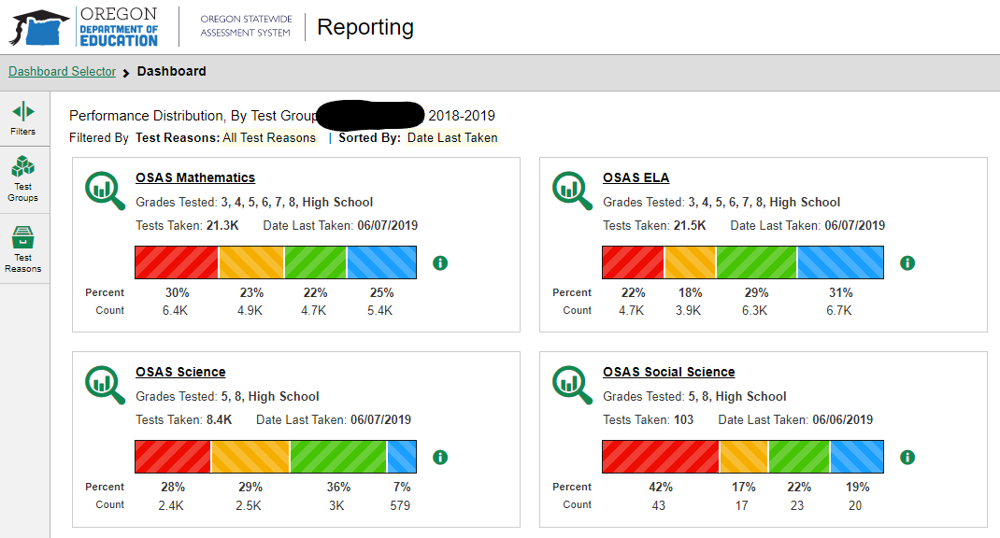 OREGON
DEPARTMENT OF
EDUCATION
OREGON STATEWIDE
ASSESSMENT SYSTEM
Reporting
Dashboard Selector > Dashboard
Filters
Test
Groups
Test
Reasons
Performance Distribution, By Test Group 2018-2019
Filtered By Test Reasons: All Test Reasons | Sorted By: Date Last Taken
OSAS Mathematics
Grades Tested: 3, 4, 5, 6, 7, 8, High School
Tests Taken: 21.3K Date Last Taken: 06/07/2019
Percent 30% 23% 22% 25%
Count 6.4K 4.9K 4.7K 5.4K
OSAS ELA
Grades Tested: 3, 4, 5, 6, 7, 8, High School
Tests Taken: 21.5K Date Last Taken: 06/07/2019
Percent 22% 18% 29% 31%
Count 4.7K 3.9K 6.3K 6.7K
OSAS Science
Grades Tested: 5, 8, High School
Tests Taken: 8.4K Date Last Taken: 06/07/2019
Percent 28% 29% 36% 7%
Count 2.4K 2.5K 3K 579
OSAS Social Science
Grades Tested: 5, 8, High School
Tests Taken: 103 Date Last Taken: 06/06/2019
Percent 42% 17% 22% 19%
Count 43 17 23 20